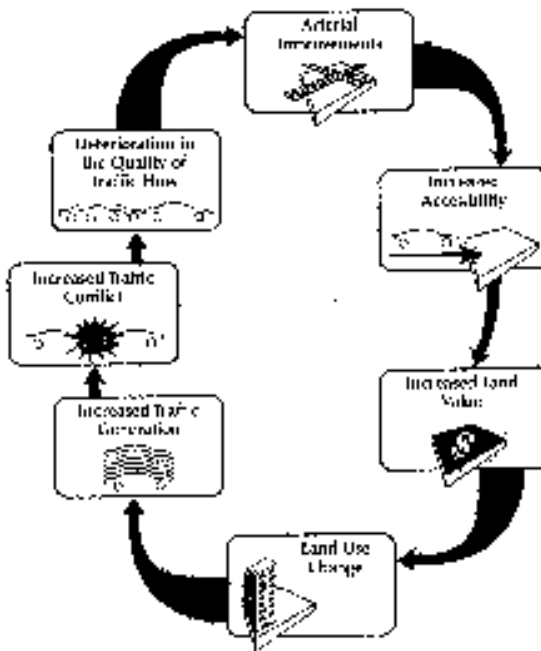 Arterial
Improvements
Increased
Accesibility
Increased Land
Value
Land Use
Change
Increased Traffic
Generation
Increased Traffic
Conflict
Deterioration in
the Quality of
Traffic Flow